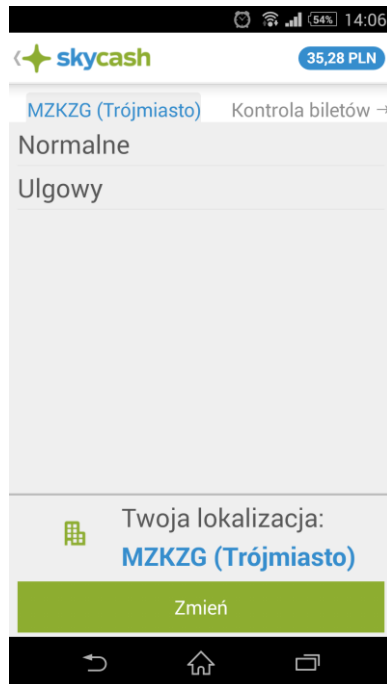 54% 14:06
skycash 35,28 PLN
MZKZG (Trójmiasto) Kontrola biletów →
Normalne
Ulgowy
Twoja lokalizacja:
MZKZG (Trójmiasto)
Zmień